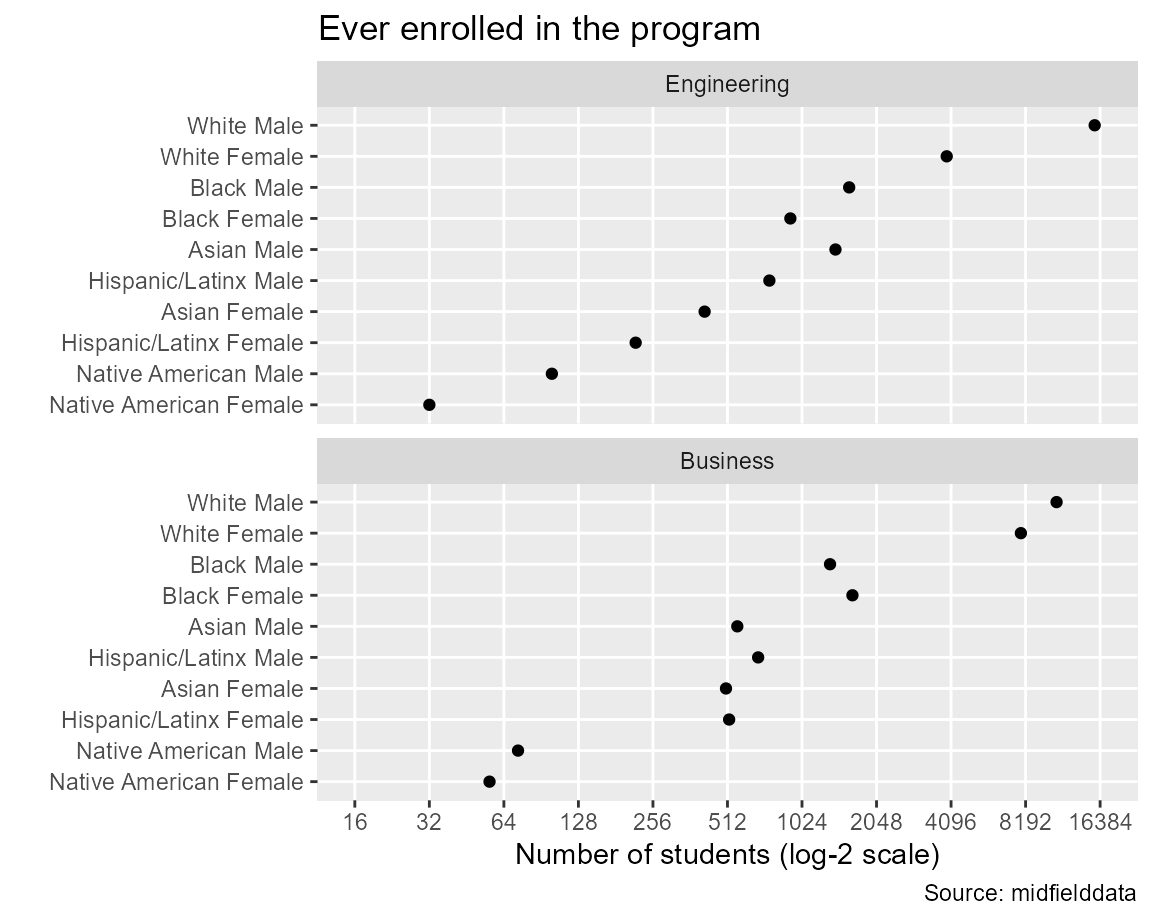 Ever enrolled in the program
Engineering
White Male
White Female
Black Male
Black Female
Asian Male
Hispanic/Latinx Male
Asian Female
Hispanic/Latinx Female
Native American Male
Native American Female
Business
White Male
White Female
Black Male
Black Female
Asian Male
Hispanic/Latinx Male
Asian Female
Hispanic/Latinx Female
Native American Male
Native American Female
16 32 64 128 256 512 1024 2048 4096 8192 16384
Number of students (log-2 scale)
Source: midfielddata